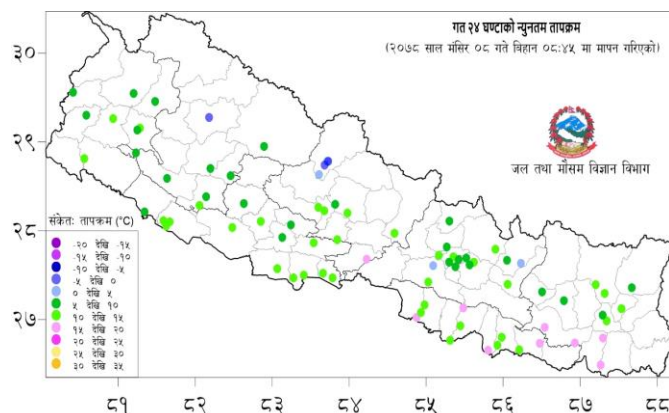 गत २४ घण्टाको न्युनतम तापक्रम
(२०७८ साल मंसिर ०८ गते बिहान ०८:४५ मा मापन गरिएको)
जल तथा मौसम विज्ञान विभाग
३०
२९
२८
२७
संकेतः तापक्रम (°C)
-२० देखि -१५
-१५ देखि -१०
-१० देखि -५
-५ देखि ०
० देखि ५
५ देखि १०
१० देखि १५
१५ देखि २०
२० देखि २५
२५ देखि ३०
३० देखि ३५
८१ ८२ ८३ ८४ ८५ ८६ ८७ ८८